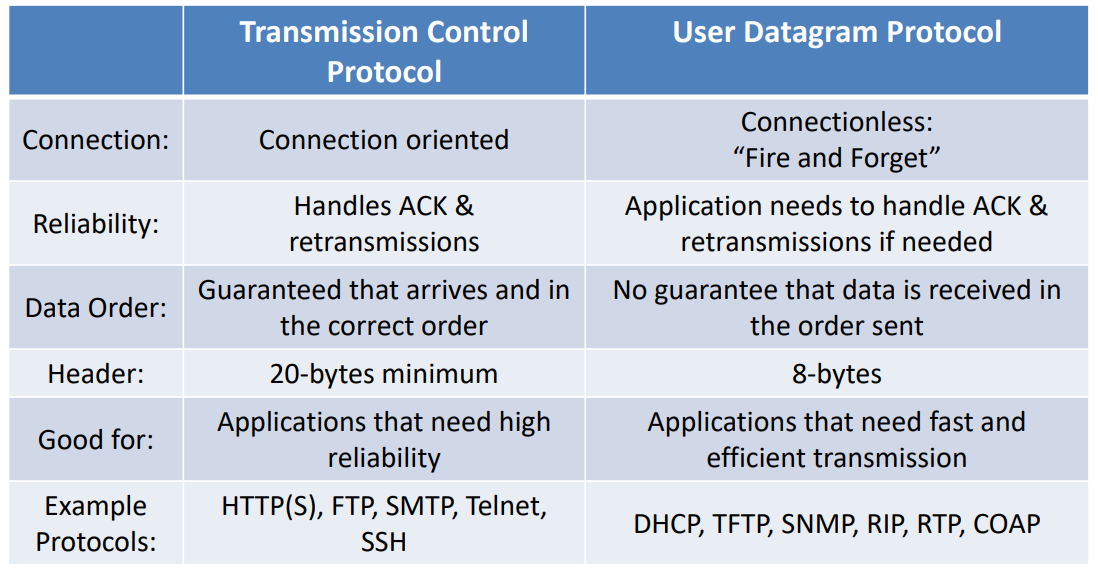 Transmission Control
Protocol
User Datagram Protocol
Connection:
Connection oriented
Connectionless:
“Fire and Forget”
Reliability:
Handles ACK &
retransmissions
Application needs to handle ACK &
retransmissions if needed
Data Order:
Guaranteed that arrives and in
the correct order
No guarantee that data is received in
the order sent
Header:
20-bytes minimum
8-bytes
Good for:
Applications that need high
reliability
Applications that need fast and
efficient transmission
Example
Protocols:
HTTP(S), FTP, SMTP, Telnet,
SSH
DHCP, TFTP, SNMP, RIP, RTP, COAP